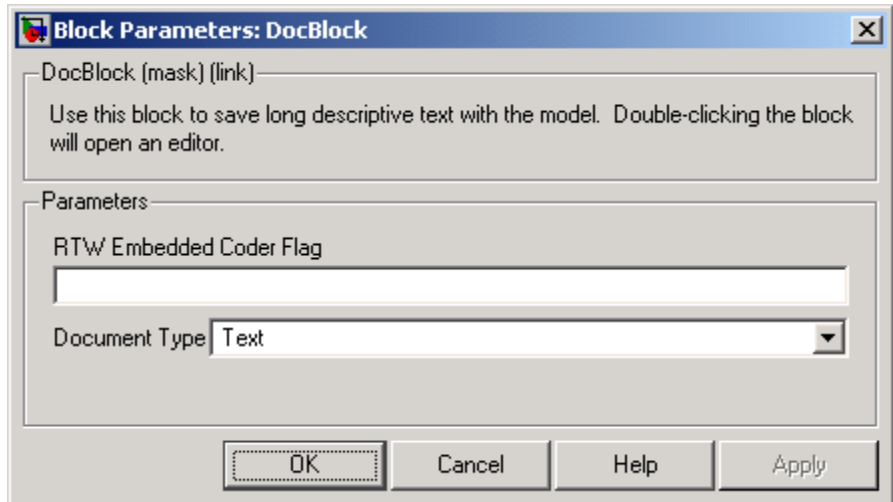 Block Parameters: DocBlock
DocBlock (mask) (link)
Use this block to save long descriptive text with the model.  Double-clicking the block
will open an editor.
Parameters
RTW Embedded Coder Flag
Document Type Text
OK Cancel Help Apply